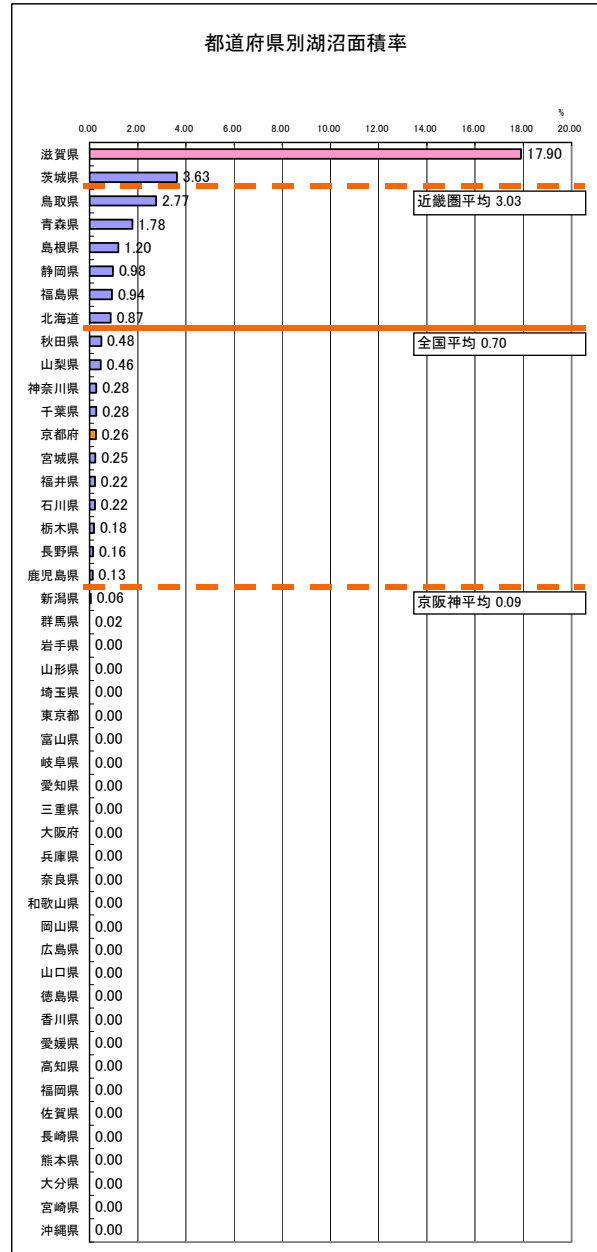 都道府県別湖沼面積率
%
0.00 2.00 4.00 6.00 8.00 10.00 12.00 14.00 16.00 18.00 20.00
滋賀県 17.90
茨城県 3.63
近畿圏平均 3.03
鳥取県 2.77
青森県 1.78
島根県 1.20
静岡県 0.98
福島県 0.94
北海道 0.87
全国平均 0.70
秋田県 0.48
山梨県 0.46
神奈川県 0.28
千葉県 0.28
京都府 0.26
宮城県 0.25
福井県 0.22
石川県 0.22
栃木県 0.18
長野県 0.16
鹿児島県 0.13
京阪神平均 0.09
新潟県 0.06
群馬県 0.02
岩手県 0.00
山形県 0.00
埼玉県 0.00
東京都 0.00
富山県 0.00
岐阜県 0.00
愛知県 0.00
三重県 0.00
大阪府 0.00
兵庫県 0.00
奈良県 0.00
和歌山県 0.00
岡山県 0.00
広島県 0.00
山口県 0.00
徳島県 0.00
香川県 0.00
愛媛県 0.00
高知県 0.00
福岡県 0.00
佐賀県 0.00
長崎県 0.00
熊本県 0.00
大分県 0.00
宮崎県 0.00
沖縄県 0.00